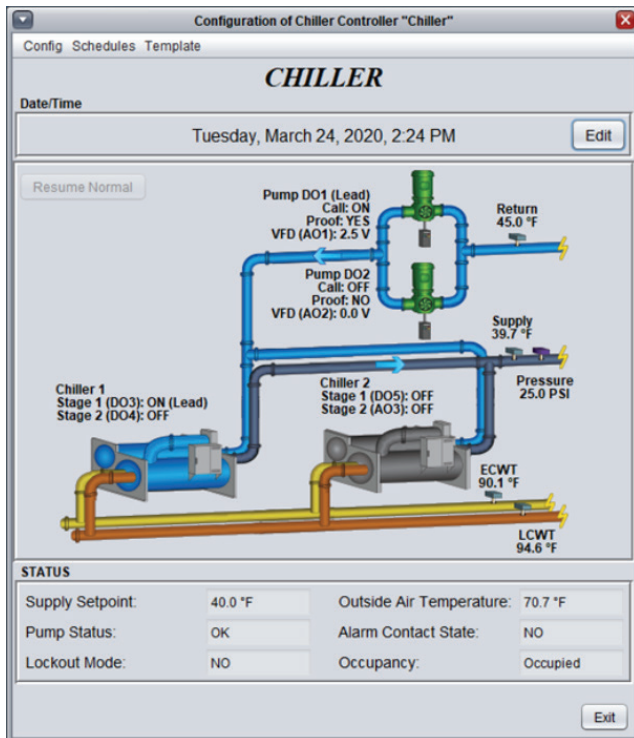 Configuration of Chiller Controller "Chiller"
Config Schedules Template
CHILLER
Date/Time
Tuesday, March 24, 2020, 2:24 PM
Edit
Resume Normal
Pump DO1 (Lead)
Call: ON
Proof: YES
VFD (AO1): 2.5 V
Return
45.0 °F
Pump DO2
Call: OFF
Proof: NO
VFD (AO2): 0.0 V
Supply
39.7 °F
Pressure
25.0 PSI
Chiller 1
Stage 1 (DO3): ON (Lead)
Stage 2 (DO4): OFF
Chiller 2
Stage 1 (DO5): OFF
Stage 2 (AO3): OFF
ECWT
90.1 °F
LCWT
94.6 °F
STATUS
Supply Setpoint: 40.0 °F Outside Air Temperature: 70.7 °F
Pump Status: OK Alarm Contact State: NO
Lockout Mode: NO Occupancy: Occupied
Exit